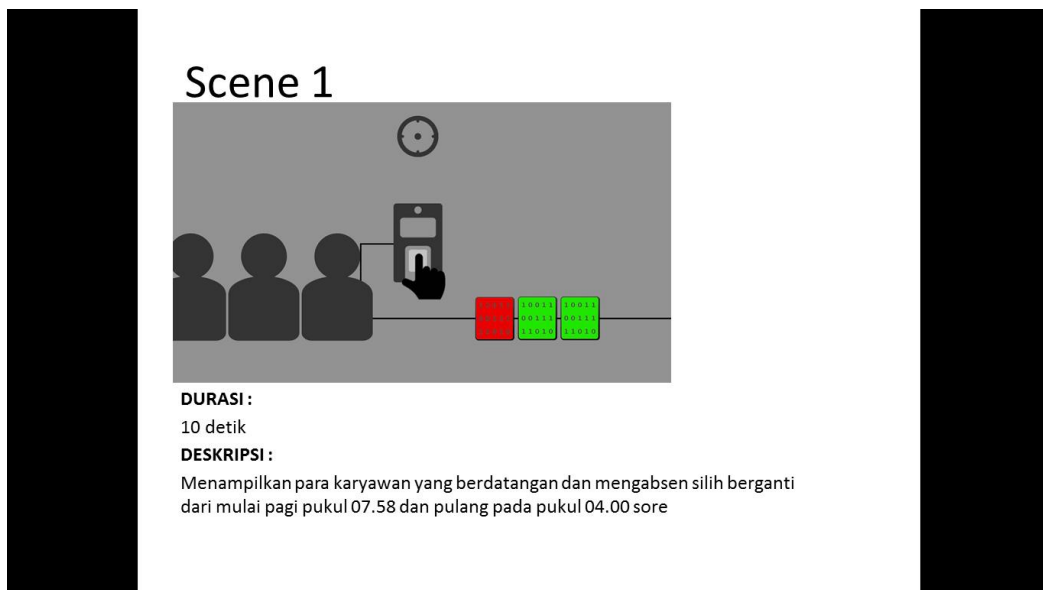 Scene 1
10011 10011
00111 00111
11010 11010
DURASI :
10 detik
DESKRIPSI :
Menampilkan para karyawan yang berdatangan dan mengabsen silih berganti
dari mulai pagi pukul 07.58 dan pulang pada pukul 04.00 sore